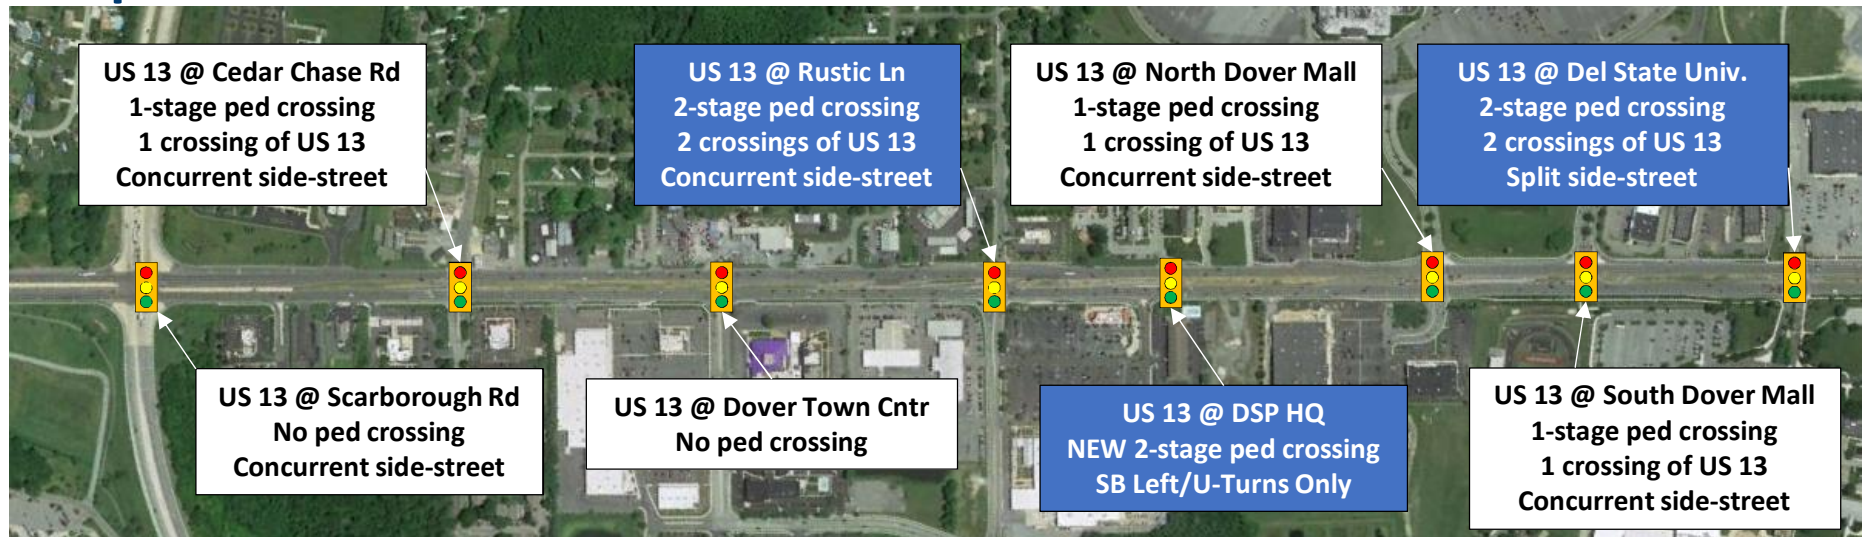 US 13 @ Cedar Chase Rd
1-stage ped crossing
1 crossing of US 13
Concurrent side-street
US 13 @ Rustic Ln
2-stage ped crossing
2 crossings of US 13
Concurrent side-street
US 13 @ North Dover Mall
1-stage ped crossing
1 crossing of US 13
Concurrent side-street
US 13 @ Del State Univ.
2-stage ped crossing
2 crossings of US 13
Split side-street
US 13 @ Scarborough Rd
No ped crossing
Concurrent side-street
US 13 @ Dover Town Cntr
No ped crossing
US 13 @ DSP HQ
NEW 2-stage ped crossing
SB Left/U-Turns Only
US 13 @ South Dover Mall
1-stage ped crossing
1 crossing of US 13
Concurrent side-street